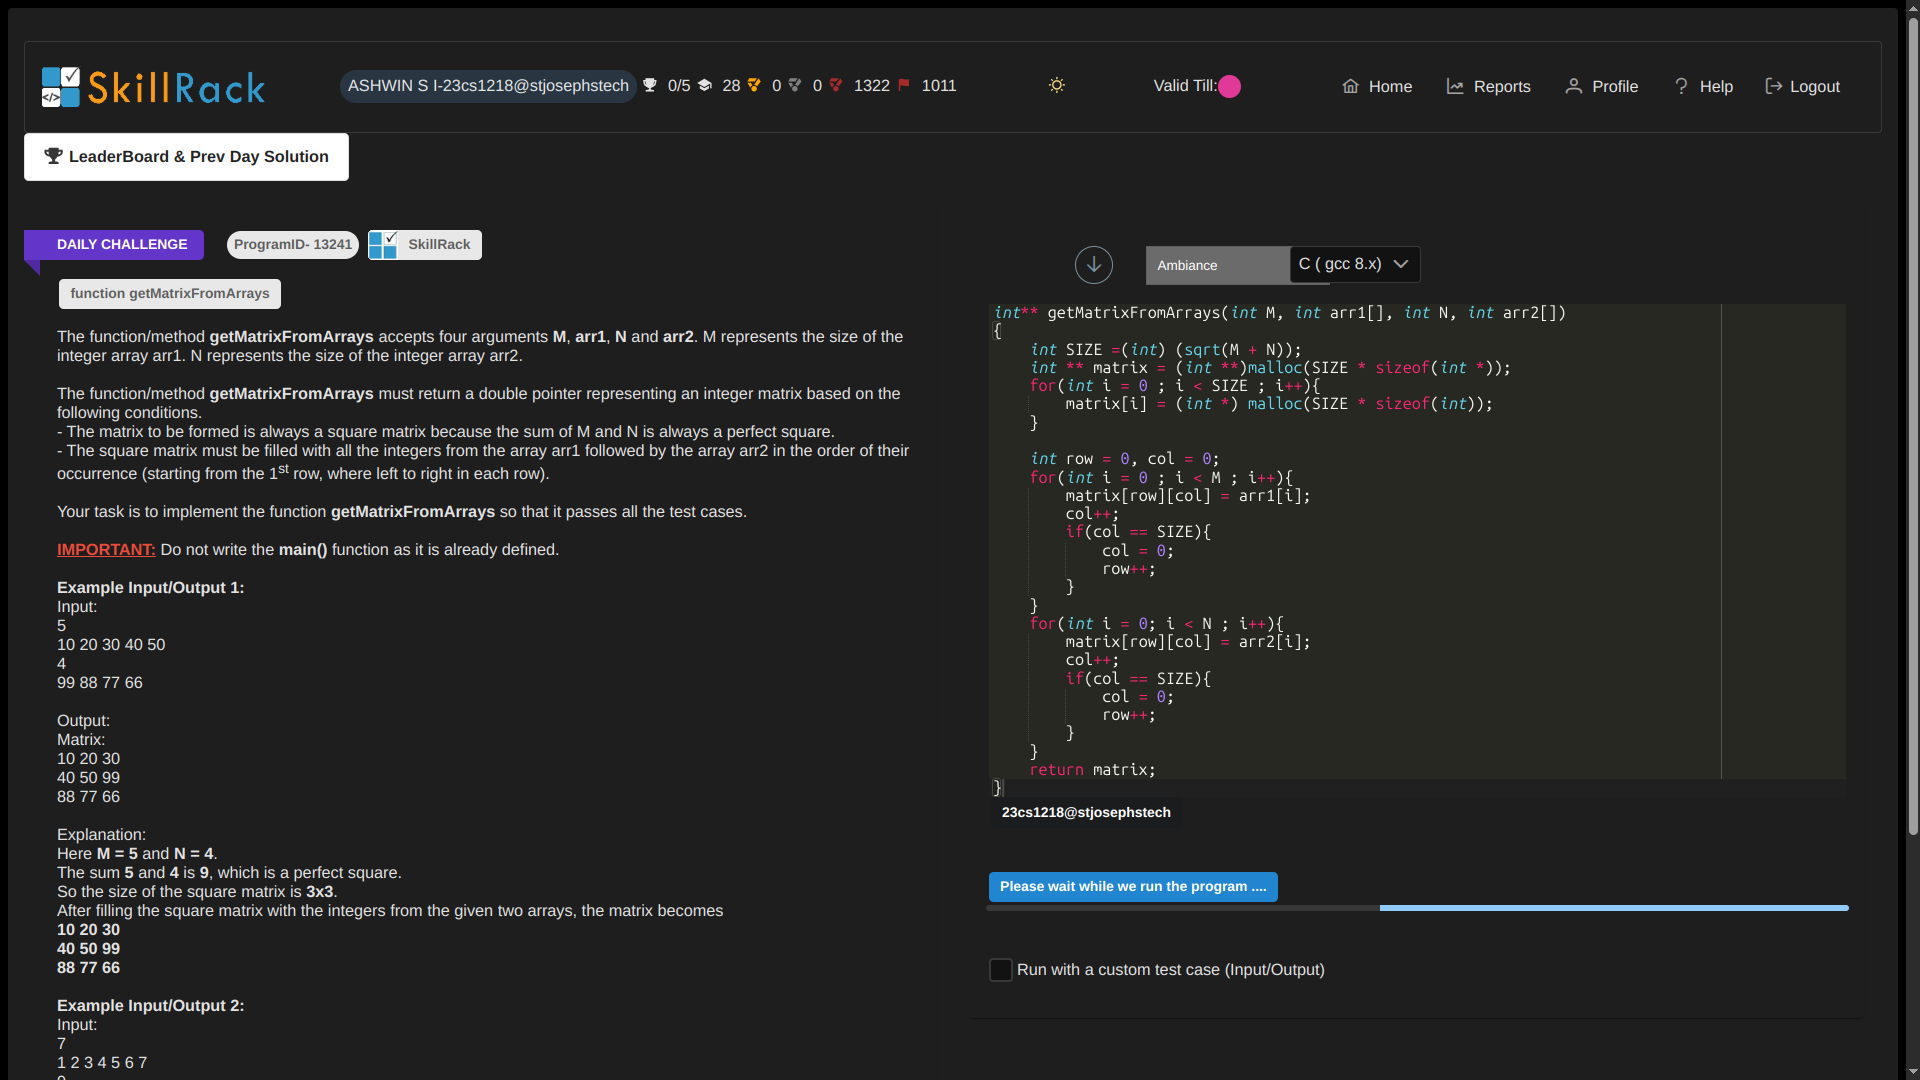 SkillRack
ASHWIN S I-23cs1218@stjosephstech 0/5 28 0 0 1322 1011
Valid Till:
Home Reports Profile ? Help Logout
LeaderBoard & Prev Day Solution
DAILY CHALLENGE ProgramID- 13241 SkillRack
function getMatrixFromArrays
The function/method getMatrixFromArrays accepts four arguments M, arr1, N and arr2. M represents the size of the
integer array arr1. N represents the size of the integer array arr2.
The function/method getMatrixFromArrays must return a double pointer representing an integer matrix based on the
following conditions.
- The matrix to be formed is always a square matrix because the sum of M and N is always a perfect square.
- The square matrix must be filled with all the integers from the array arr1 followed by the array arr2 in the order of their
occurrence (starting from the 1st row, where left to right in each row).
Your task is to implement the function getMatrixFromArrays so that it passes all the test cases.
IMPORTANT: Do not write the main() function as it is already defined.
Example Input/Output 1:
Input:
5
10 20 30 40 50
4
99 88 77 66
Output:
Matrix:
10 20 30
40 50 99
88 77 66
Explanation:
Here M = 5 and N = 4.
The sum 5 and 4 is 9, which is a perfect square.
So the size of the square matrix is 3x3.
After filling the square matrix with the integers from the given two arrays, the matrix becomes
10 20 30
40 50 99
88 77 66
Example Input/Output 2:
Input:
7
1 2 3 4 5 6 7
Ambiance
C ( gcc 8.x)
int** getMatrixFromArrays(int M, int arr1[], int N, int arr2[])
{
int SIZE =(int) (sqrt(M + N));
int ** matrix = (int **)malloc(SIZE * sizeof(int *));
for(int i = 0 ; i < SIZE ; i++){
matrix[i] = (int *) malloc(SIZE * sizeof(int));
}
int row = 0, col = 0;
for(int i = 0 ; i < M ; i++){
matrix[row][col] = arr1[i];
col++;
if(col == SIZE){
col = 0;
row++;
}
}
for(int i = 0; i < N ; i++){
matrix[row][col] = arr2[i];
col++;
if(col == SIZE){
col = 0;
row++;
}
}
return matrix;
}
23cs1218@stjosephstech
Please wait while we run the program ....
Run with a custom test case (Input/Output)